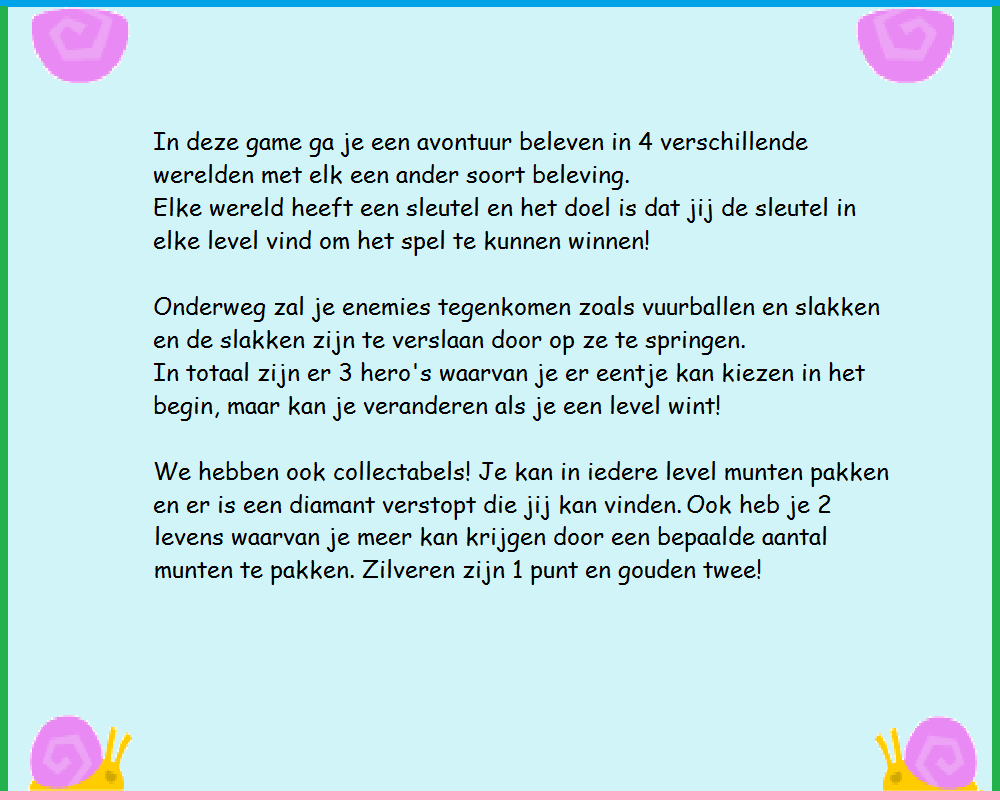 In deze game ga je een avontuur beleven in 4 verschillende
werelden met elk een ander soort beleving.
Elke wereld heeft een sleutel en het doel is dat jij de sleutel in
elke level vind om het spel te kunnen winnen!
Onderweg zal je enemies tegenkomen zoals vuurballen en slakken
en de slakken zijn te verslaan door op ze te springen.
In totaal zijn er 3 hero's waarvan je er eentje kan kiezen in het
begin, maar kan je veranderen als je een level wint!
We hebben ook collectabels! Je kan in iedere level munten pakken
en er is een diamant verstopt die jij kan vinden. Ook heb je 2
levens waarvan je meer kan krijgen door een bepaalde aantal
munten te pakken. Zilveren zijn 1 punt en gouden twee!